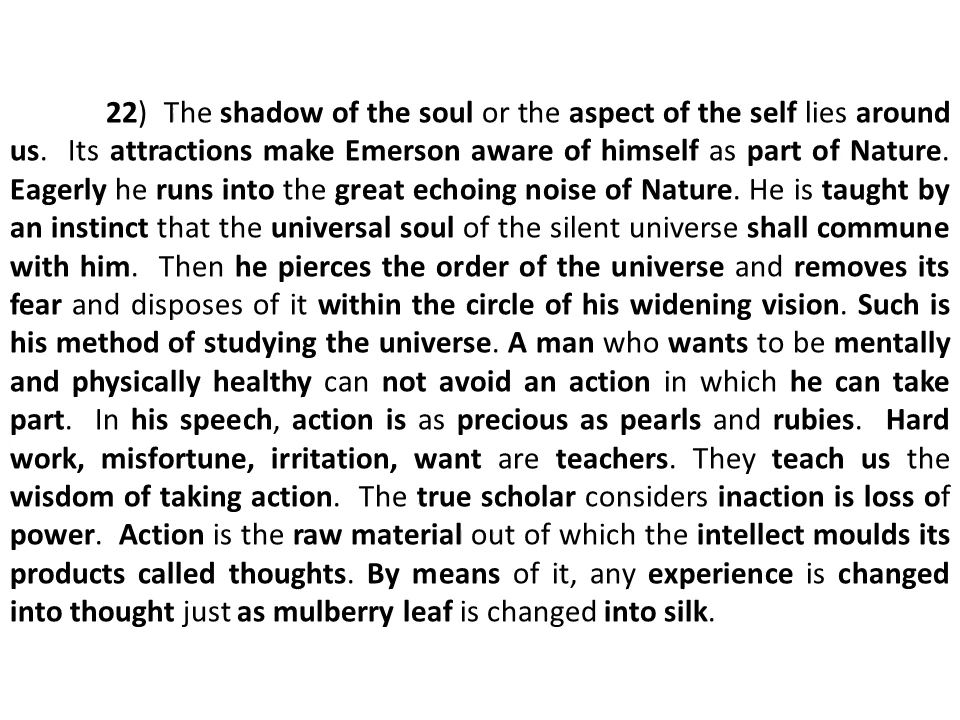 22) The shadow of the soul or the aspect of the self lies around
us. Its attractions make Emerson aware of himself as part of Nature.
Eagerly he runs into the great echoing noise of Nature. He is taught by
an instinct that the universal soul of the silent universe shall commune
with him. Then he pierces the order of the universe and removes its
fear and disposes of it within the circle of his widening vision. Such is
his method of studying the universe. A man who wants to be mentally
and physically healthy can not avoid an action in which he can take
part. In his speech, action is as precious as pearls and rubies. Hard
work, misfortune, irritation, want are teachers. They teach us the
wisdom of taking action. The true scholar considers inaction is loss of
power. Action is the raw material out of which the intellect moulds its
products called thoughts. By means of it, any experience is changed
into thought just as mulberry leaf is changed into silk.